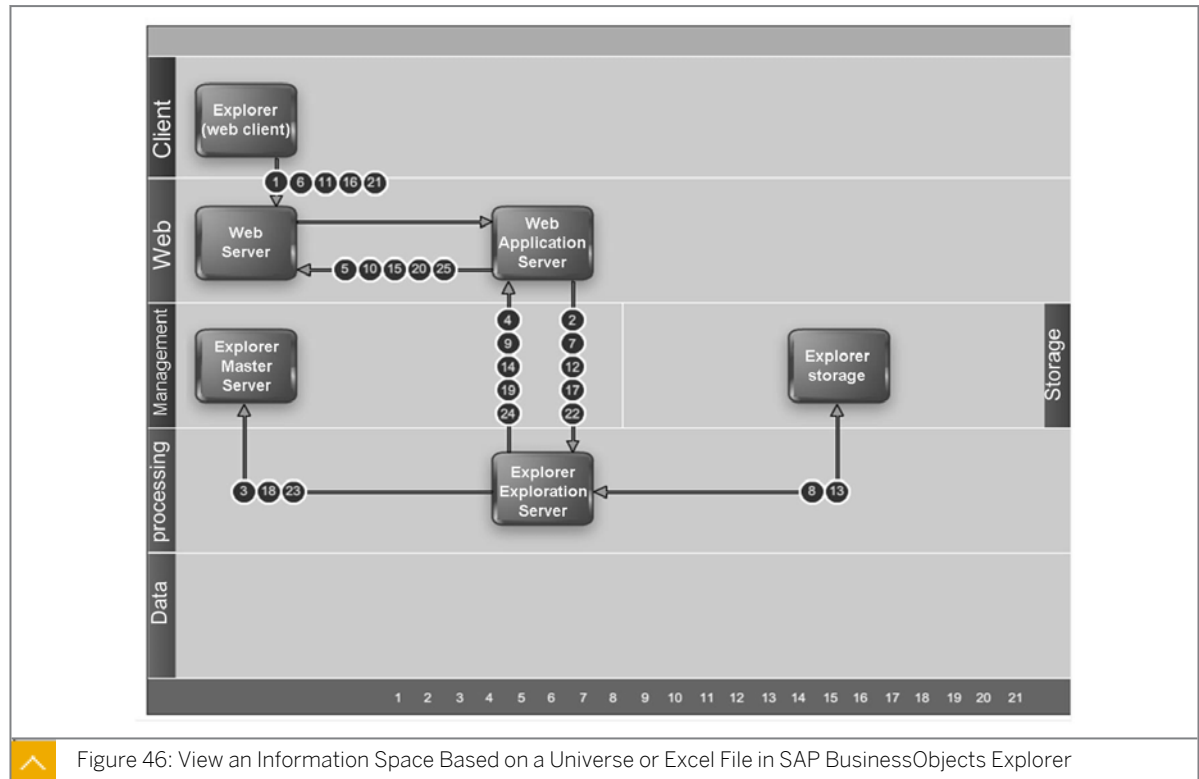 Client
Explorer
(web client)
1 6 11 16 21
Web
Web
Server
Web
Application
Server
5 10 15 20 25
Management
Explorer
Master
Server
4
9
14
19
24
2
7
12
17
22
Explorer
storage
Storage
processing
3 18 23
Explorer
Exploration
Server
8 13
Data
1 2 3 4 5 6 7 8 9 10 11 12 13 14 15 16 17 18 19 20 21
Figure 46: View an Information Space Based on a Universe or Excel File in SAP BusinessObjects Explorer